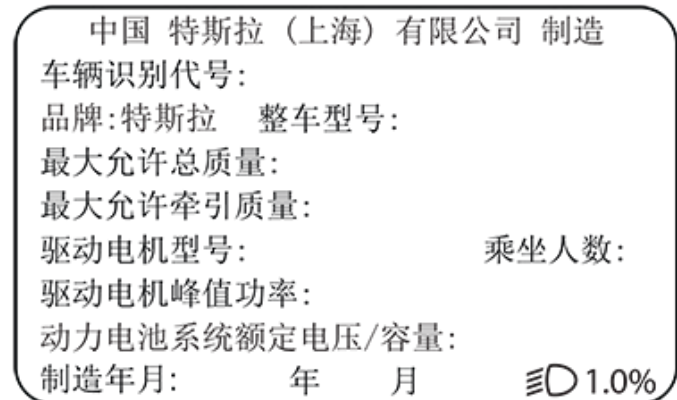 中国 特斯拉 (上海) 有限公司 制造
车辆识别代号:
品牌:特斯拉 整车型号:
最大允许总质量:
最大允许牵引质量:
驱动电机型号: 乘坐人数:
驱动电机峰值功率:
动力电池系统额定电压/容量:
制造年月: 年 月 1.0%